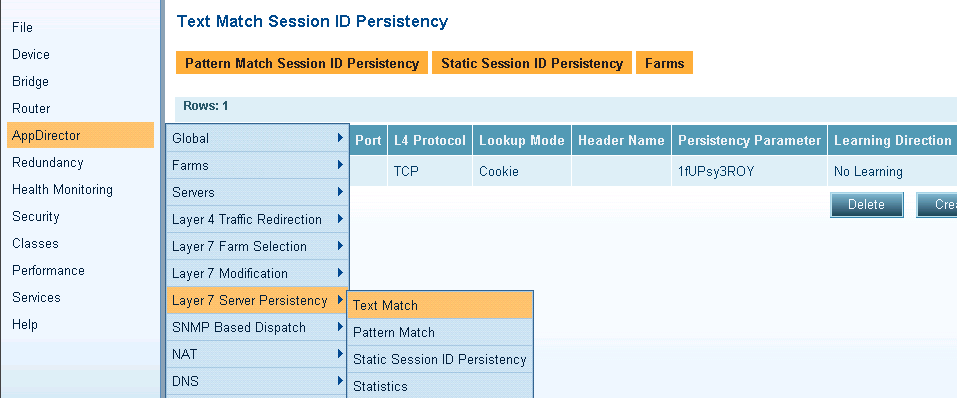 File
Device
Bridge
Router
AppDirector
Redundancy
Health Monitoring
Security
Classes
Performance
Services
Help
Text Match Session ID Persistency
Pattern Match Session ID Persistency Static Session ID Persistency Farms
Rows: 1
Port L4 Protocol Lookup Mode Header Name Persistency Parameter Learning Direction
TCP Cookie 1fUPsy3ROY No Learning
Delete Cre
Global
Farms
Servers
Layer 4 Traffic Redirection
Layer 7 Farm Selection
Layer 7 Modification
Layer 7 Server Persistency
SNMP Based Dispatch
NAT
DNS
Text Match
Pattern Match
Static Session ID Persistency
Statistics